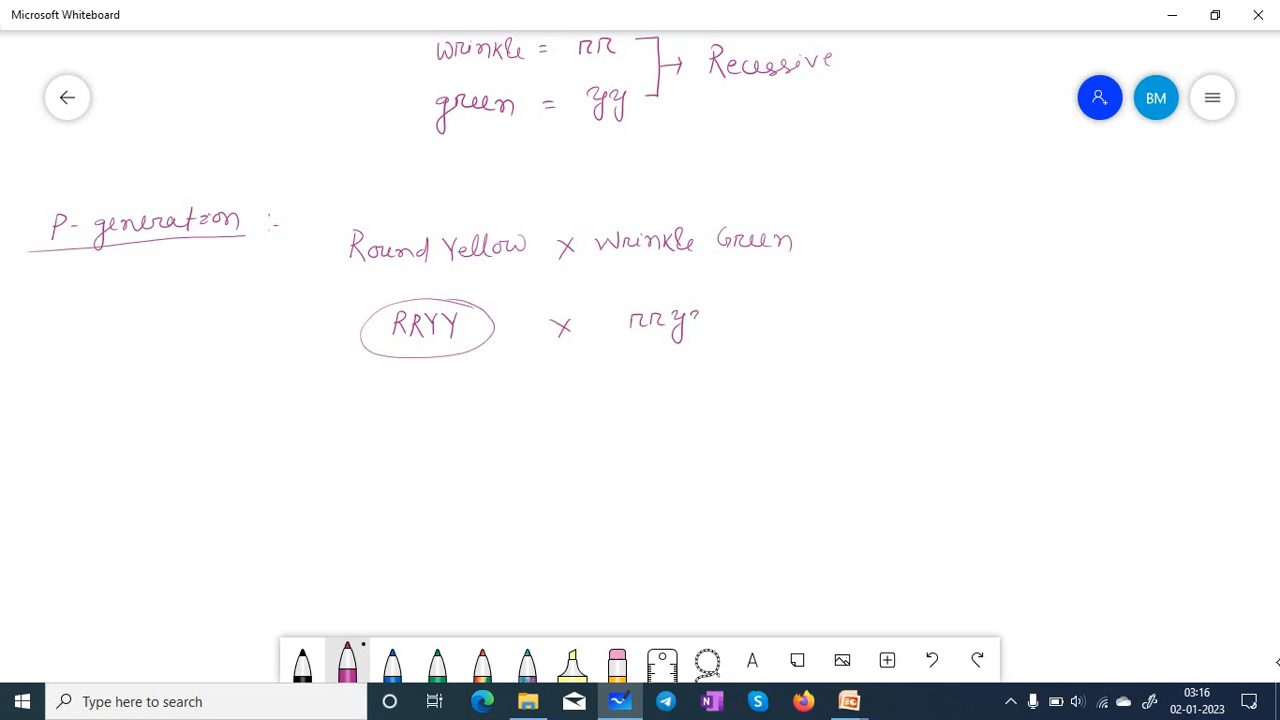 Microsoft Whiteboard
wrinkle = rr
Recessive
green = yy
BM
P- generation :-
Round Yellow x Wrinkle Green
RRYY x rry
A
Type here to search
03:16
02-01-2023